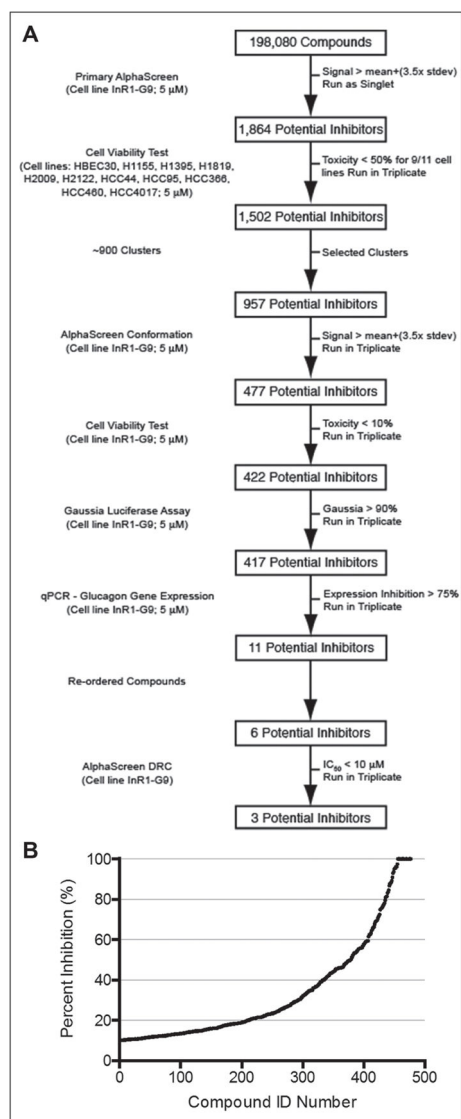 A
198,080 Compounds
Primary AlphaScreen
(Cell line InR1-G9; 5 µM)
Signal > mean+(3.5x stdev)
Run as Singlet
1,864 Potential Inhibitors
Cell Viability Test
(Cell lines: HBEC30, H1155, H1395, H1819,
H2009, H2122, HCC44, HCC95, HCC366,
HCC460, HCC4017; 5 µM)
Toxicity < 50% for 9/11 cell
lines Run in Triplicate
1,502 Potential Inhibitors
~900 Clusters
Selected Clusters
957 Potential Inhibitors
AlphaScreen Conformation
(Cell line InR1-G9; 5 µM)
Signal > mean+(3.5x stdev)
Run in Triplicate
477 Potential Inhibitors
Cell Viability Test
(Cell line InR1-G9; 5 µM)
Toxicity < 10%
Run in Triplicate
422 Potential Inhibitors
Gaussia Luciferase Assay
(Cell line InR1-G9; 5 µM)
Gaussia > 90%
Run in Triplicate
417 Potential Inhibitors
qPCR - Glucagon Gene Expression
(Cell line InR1-G9; 5 µM)
Expression Inhibition > 75%
Run in Triplicate
11 Potential Inhibitors
Re-ordered Compounds
6 Potential Inhibitors
AlphaScreen DRC
(Cell line InR1-G9)
IC50 < 10 µM
Run in Triplicate
3 Potential Inhibitors
B
Percent Inhibition (%)
100
80
60
40
20
0
0 100 200 300 400 500
Compound ID Number